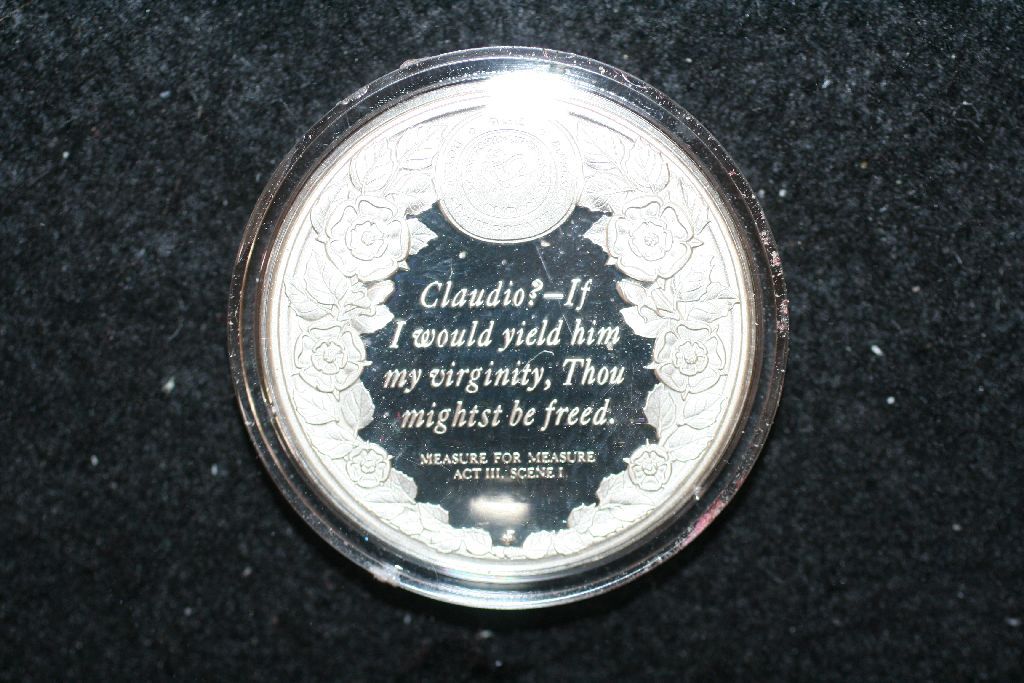 Claudio?—If
I would yield him
my virginity, Thou
mightst be freed.
MEASURE FOR MEASURE
ACT III, SCENE I